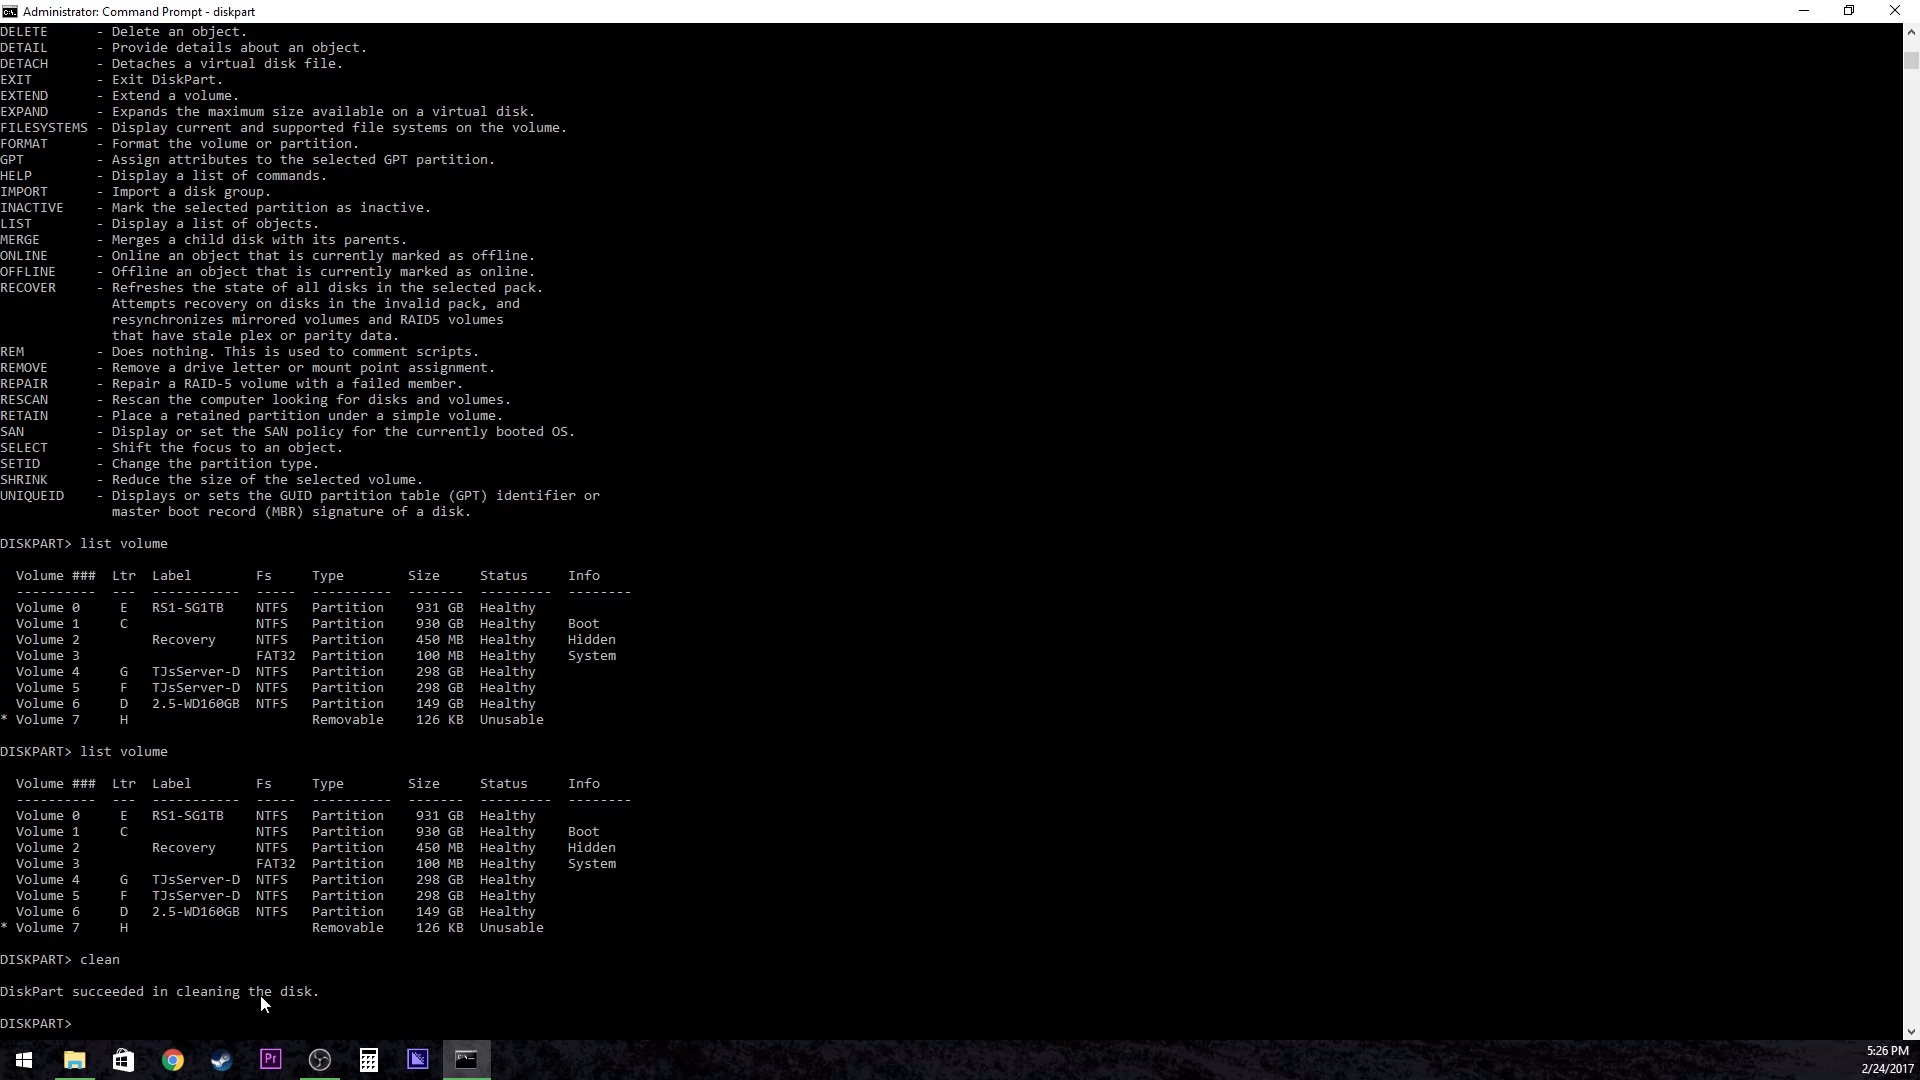 Administrator: Command Prompt - diskpart
DELETE      - Delete an object.
DETAIL      - Provide details about an object.
DETACH      - Detaches a virtual disk file.
EXIT        - Exit DiskPart.
EXTEND      - Extend a volume.
EXPAND      - Expands the maximum size available on a virtual disk.
FILESYSTEMS - Display current and supported file systems on the volume.
FORMAT      - Format the volume or partition.
GPT         - Assign attributes to the selected GPT partition.
HELP        - Display a list of commands.
IMPORT      - Import a disk group.
INACTIVE    - Mark the selected partition as inactive.
LIST        - Display a list of objects.
MERGE       - Merges a child disk with its parents.
ONLINE      - Online an object that is currently marked as offline.
OFFLINE     - Offline an object that is currently marked as online.
RECOVER     - Refreshes the state of all disks in the selected pack.
              Attempts recovery on disks in the invalid pack, and
              resynchronizes mirrored volumes and RAID5 volumes
              that have stale plex or parity data.
REM         - Does nothing. This is used to comment scripts.
REMOVE      - Remove a drive letter or mount point assignment.
REPAIR      - Repair a RAID-5 volume with a failed member.
RESCAN      - Rescan the computer looking for disks and volumes.
RETAIN      - Place a retained partition under a simple volume.
SAN         - Display or set the SAN policy for the currently booted OS.
SELECT      - Shift the focus to an object.
SETID       - Change the partition type.
SHRINK      - Reduce the size of the selected volume.
UNIQUEID    - Displays or sets the GUID partition table (GPT) identifier or
              master boot record (MBR) signature of a disk.
DISKPART> list volume
  Volume ###  Ltr  Label        Fs     Type        Size     Status     Info
  ----------  ---  -----------  -----  ----------  -------  ---------  --------
  Volume 0     E   RS1-SG1TB    NTFS   Partition    931 GB  Healthy
  Volume 1     C                NTFS   Partition    930 GB  Healthy    Boot
  Volume 2         Recovery     NTFS   Partition    450 MB  Healthy    Hidden
  Volume 3                      FAT32  Partition    100 MB  Healthy    System
  Volume 4     G   TJsServer-D  NTFS   Partition    298 GB  Healthy
  Volume 5     F   TJsServer-D  NTFS   Partition    298 GB  Healthy
  Volume 6     D   2.5-WD160GB  NTFS   Partition    149 GB  Healthy
* Volume 7     H                       Removable    126 KB  Unusable
DISKPART> list volume
  Volume ###  Ltr  Label        Fs     Type        Size     Status     Info
  ----------  ---  -----------  -----  ----------  -------  ---------  --------
  Volume 0     E   RS1-SG1TB    NTFS   Partition    931 GB  Healthy
  Volume 1     C                NTFS   Partition    930 GB  Healthy    Boot
  Volume 2         Recovery     NTFS   Partition    450 MB  Healthy    Hidden
  Volume 3                      FAT32  Partition    100 MB  Healthy    System
  Volume 4     G   TJsServer-D  NTFS   Partition    298 GB  Healthy
  Volume 5     F   TJsServer-D  NTFS   Partition    298 GB  Healthy
  Volume 6     D   2.5-WD160GB  NTFS   Partition    149 GB  Healthy
* Volume 7     H                       Removable    126 KB  Unusable
DISKPART> clean
DiskPart succeeded in cleaning the disk.
DISKPART>
Pr
5:26 PM
2/24/2017